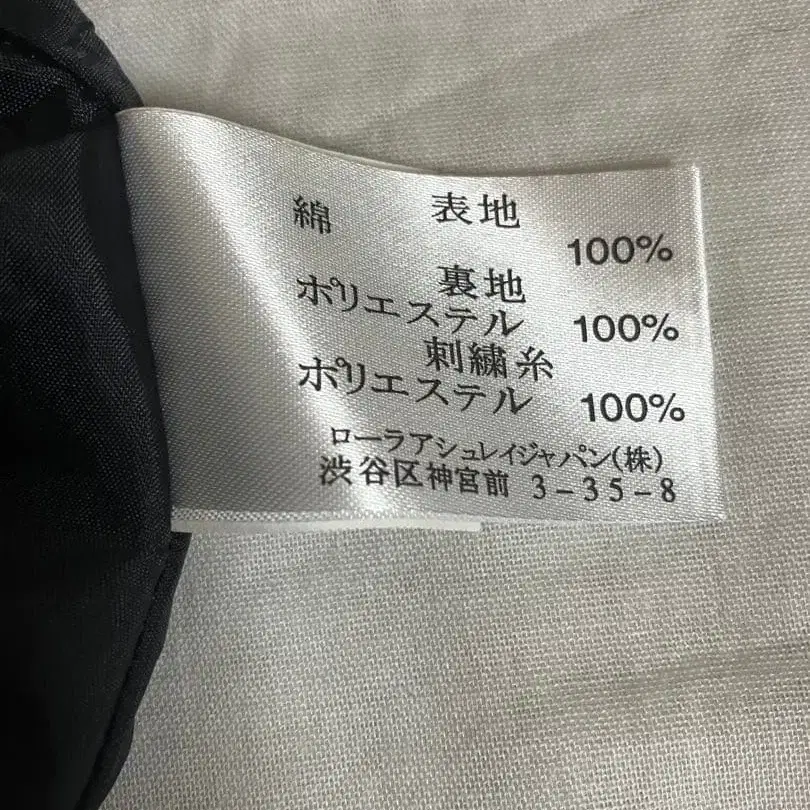 表地
綿 100%
裏地
ポリエステル 100%
刺繍糸
ポリエステル 100%
ローラアシュレイジャパン(株)
渋谷区神宮前 3-35-8